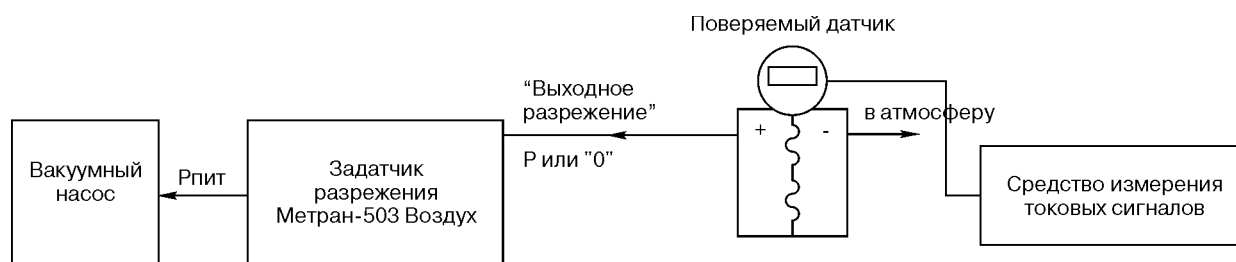 Поверяемый датчик
“Выходное
разрежение”
в атмосферу
+ -
Р или "0"
Вакуумный
насос
Рпит
Задатчик
разрежения
Метран-503 Воздух
Средство измерения
токовых сигналов